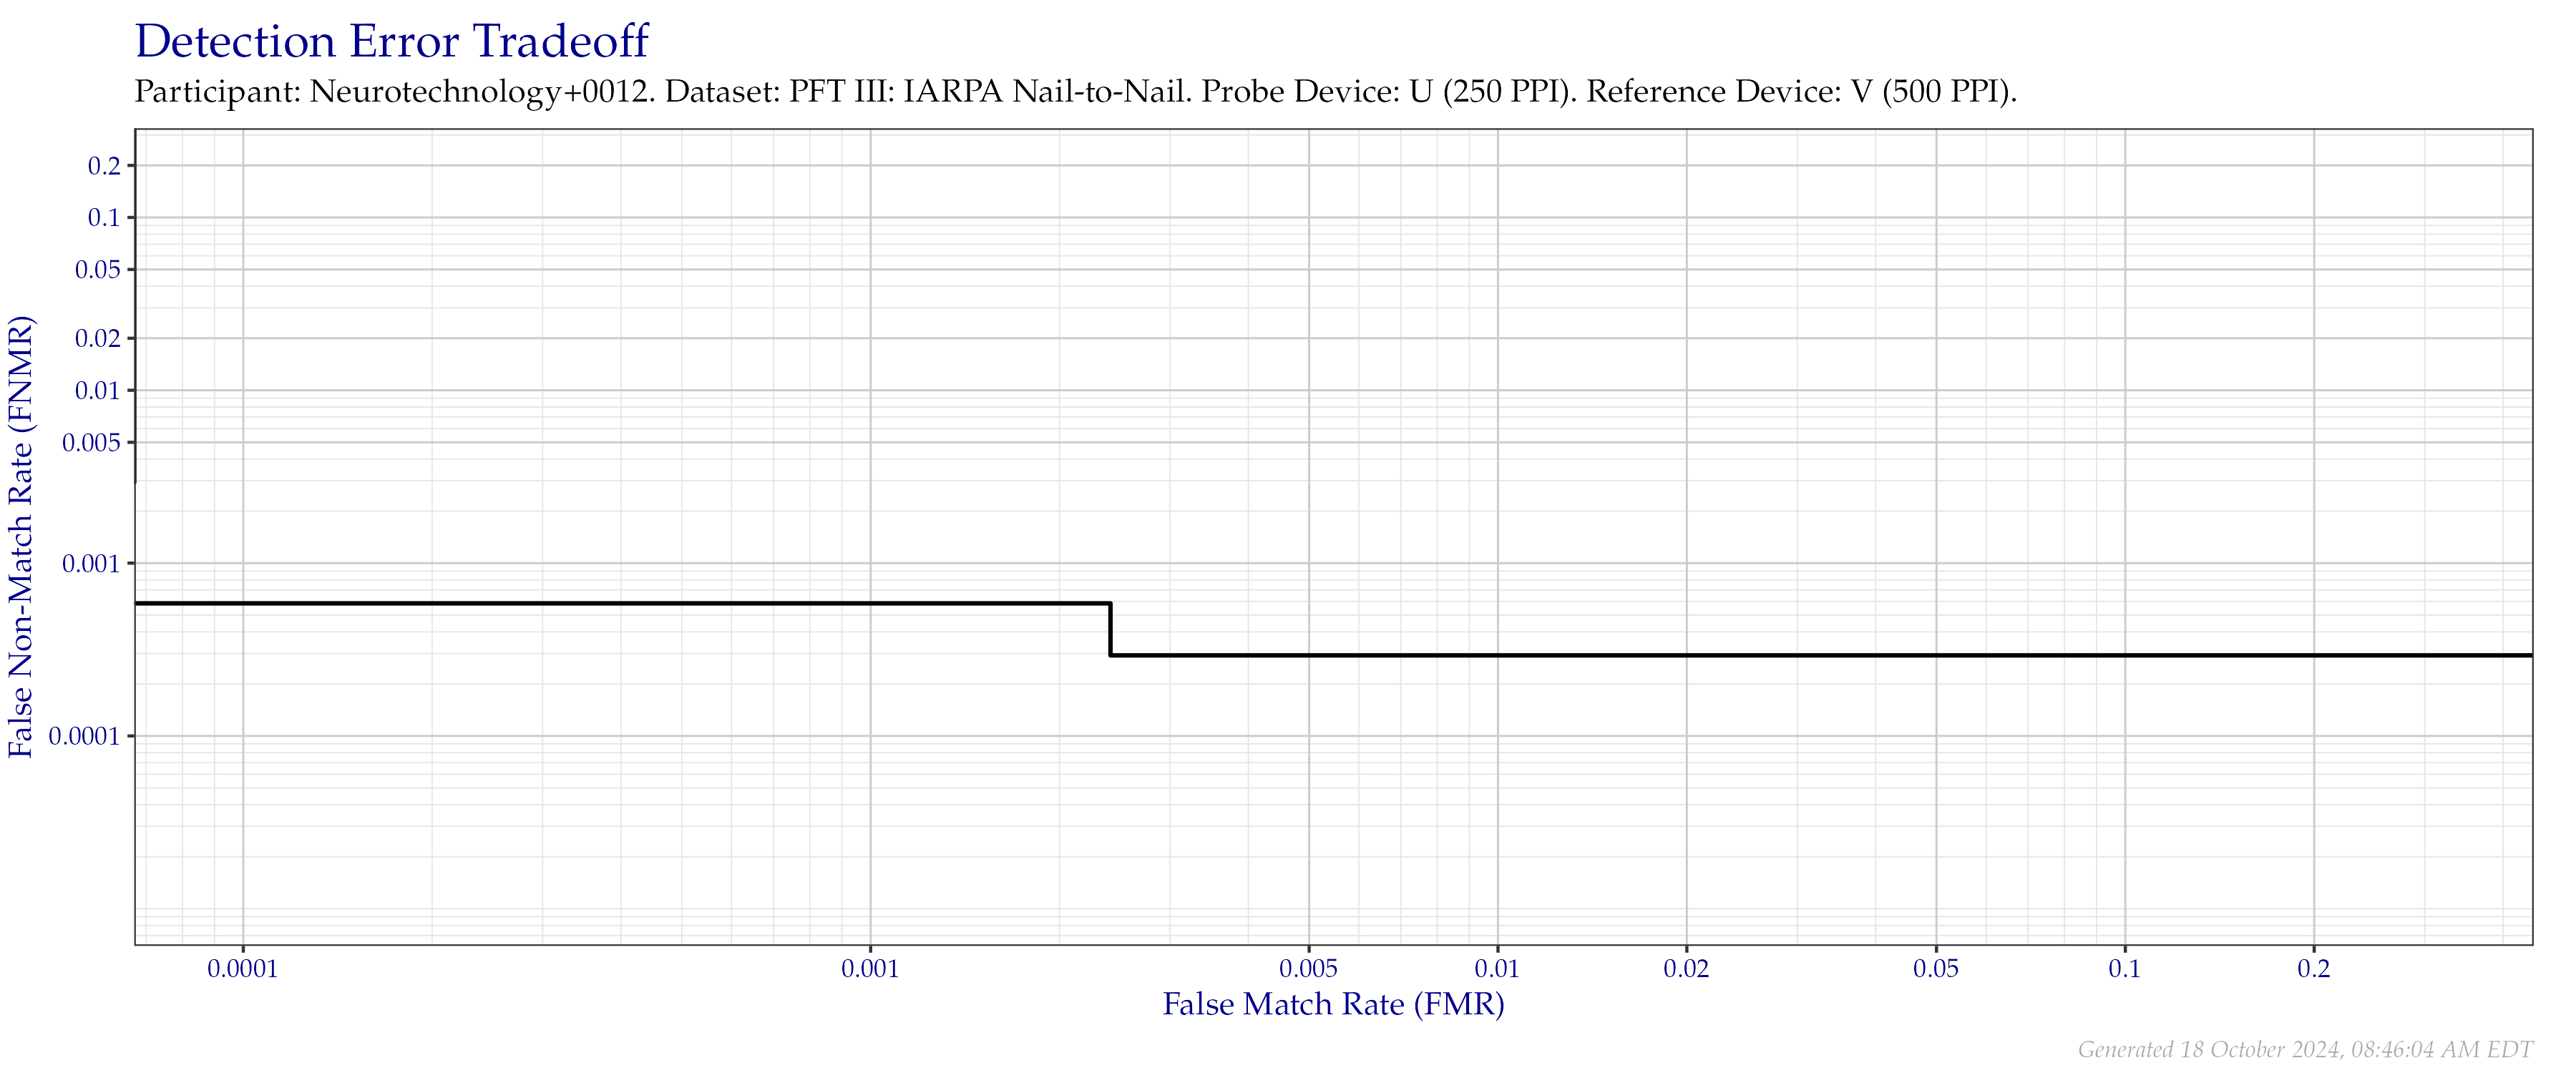 Detection Error Tradeoff
Participant: Neurotechnology+0012. Dataset: PFT III: IARPA Nail-to-Nail. Probe Device: U (250 PPI). Reference Device: V (500 PPI).
False Non-Match Rate (FNMR)
0.2
0.1
0.05
0.02
0.01
0.005
0.001
0.0001
0.0001 0.001 0.005 0.01 0.02 0.05 0.1 0.2
False Match Rate (FMR)
Generated 18 October 2024, 08:46:04 AM EDT